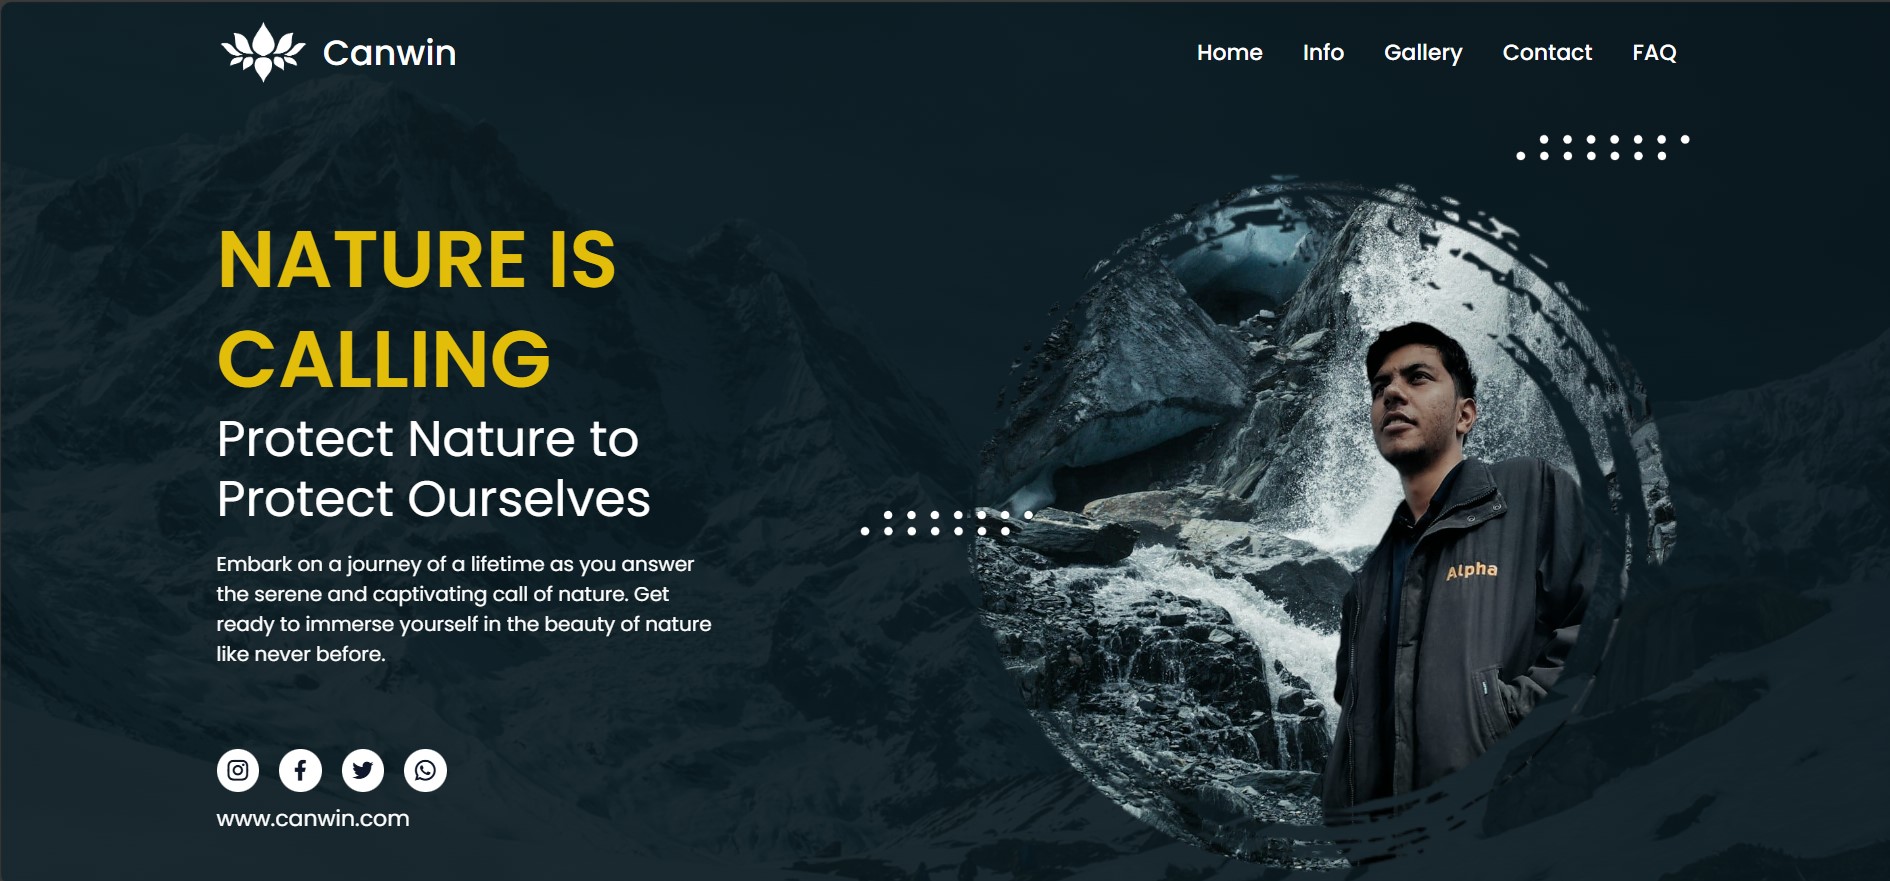 Canwin
Home Info Gallery Contact FAQ
NATURE IS
CALLING
Protect Nature to
Protect Ourselves
Embark on a journey of a lifetime as you answer
the serene and captivating call of nature. Get
ready to immerse yourself in the beauty of nature
like never before.
Alpha
www.canwin.com